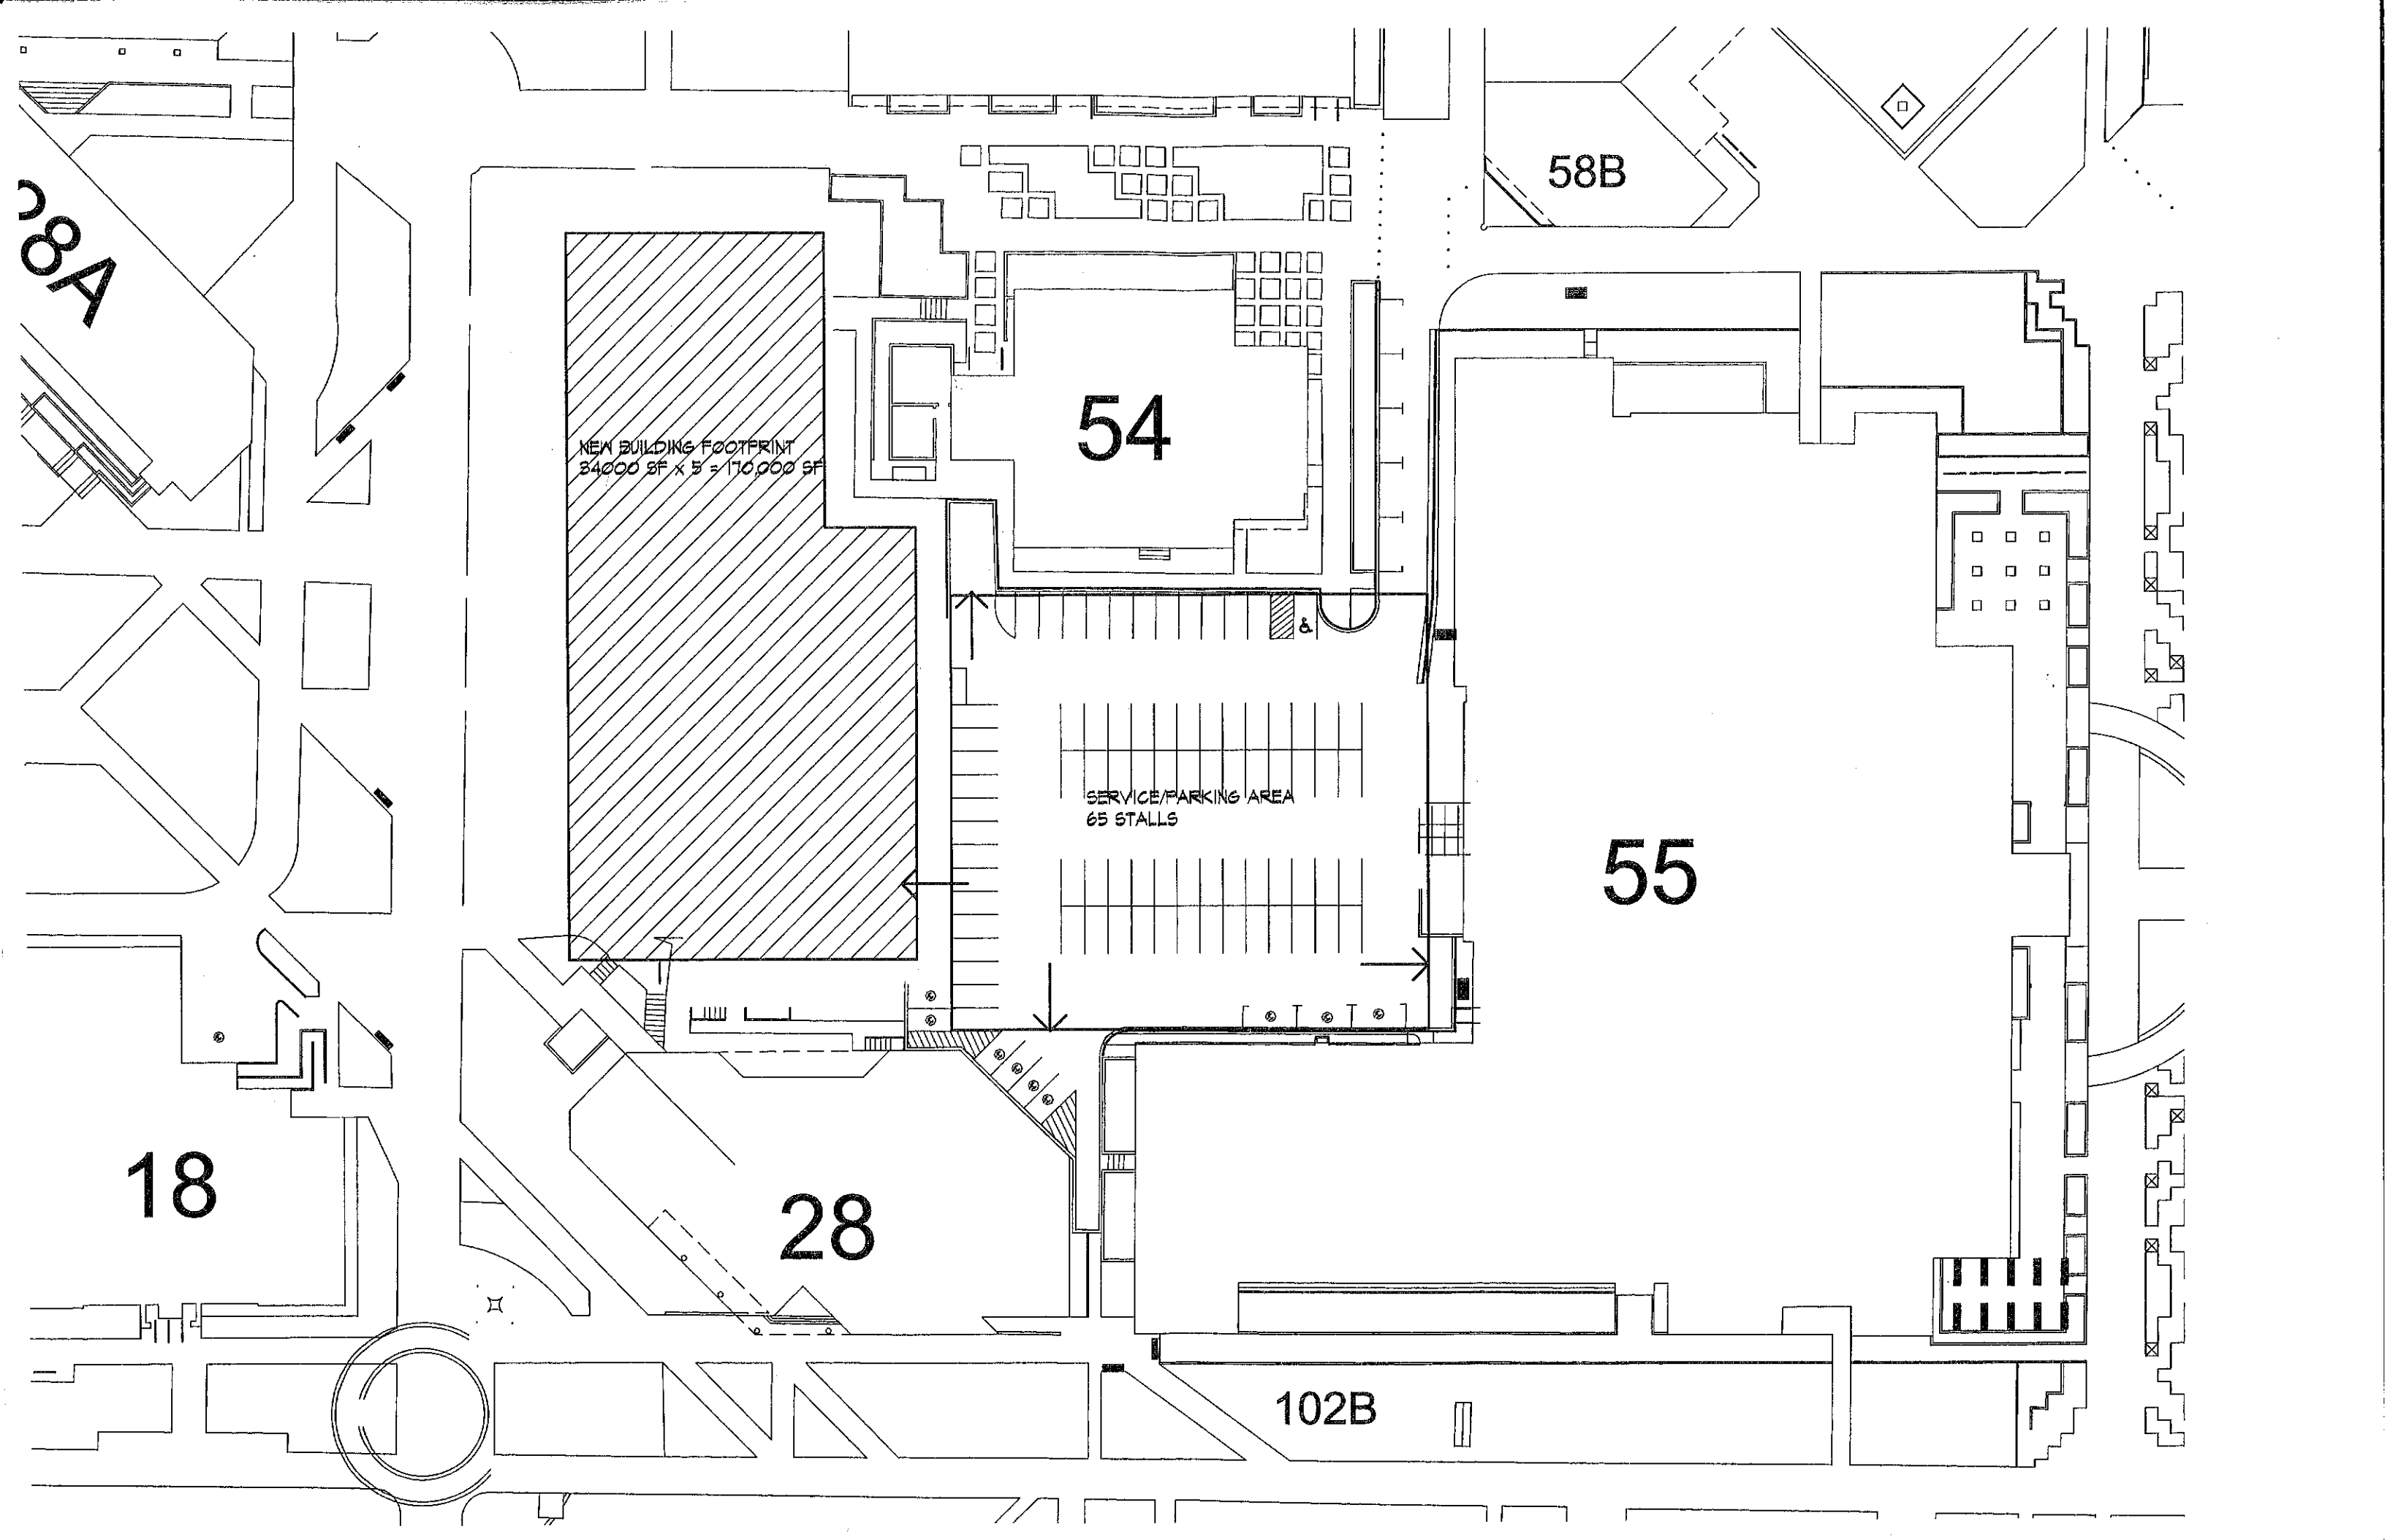 58B
28A
54
NEW BUILDING FOOTPRINT
34000 SF x 5 = 170,000 SF
SERVICE/PARKING AREA
65 STALLS
55
18
28
102B